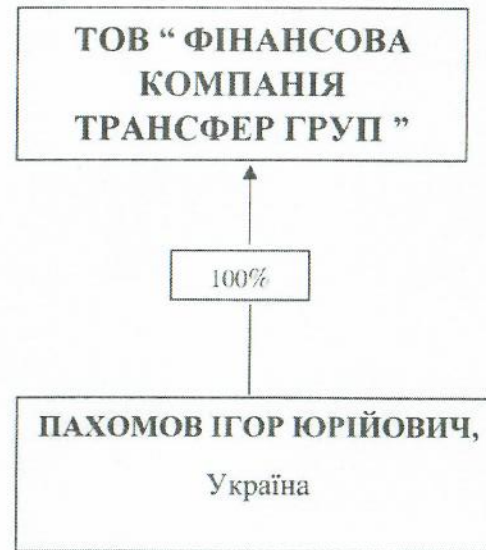 ТОВ “ ФІНАНСОВА
КОМПАНІЯ
ТРАНСФЕР ГРУП ”
100%
ПАХОМОВ ІГОР ЮРІЙОВИЧ,
Україна